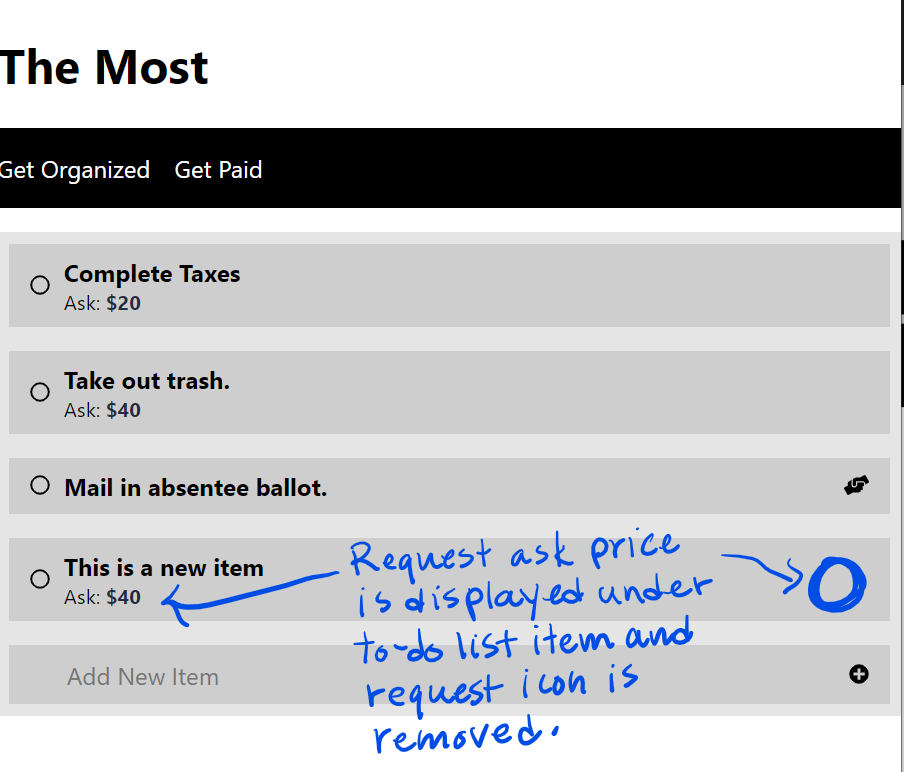 The Most
Get Organized Get Paid
Complete Taxes
Ask: $20
Take out trash.
Ask: $40
Mail in absentee ballot.
This is a new item
Ask: $40
Request ask price
is displayed under
to-do list item and
request icon is
removed.
Add New Item